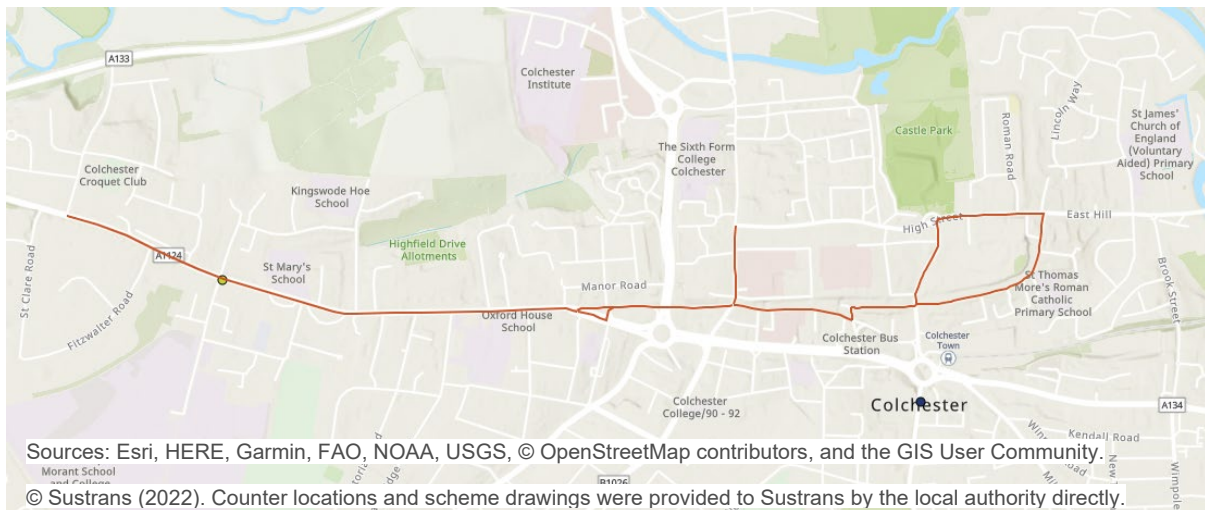 A133
Colchester
Institute
Castle Park
Roman Road
Lincoln Way
St James'
Church of
England
(Voluntary
Aided) Primary
School
The Sixth Form
College
Colchester
Colchester
Croquet Club
Kingswode Hoe
School
High Street
East Hill
A1124
St Mary's
School
Highfield Drive
Allotments
St Clare Road
Fitzwalter Road
Manor Road
Oxford House
School
St Thomas
More's Roman
Catholic
Primary School
Brook Street
Colchester Bus
Station
Colchester
Town
Colchester
College/90 - 92
Colchester
A134
Kendall Road
Sources: Esri, HERE, Garmin, FAO, NOAA, USGS, © OpenStreetMap contributors, and the GIS User Community.
Morant School
and College
B1026
Wimpole
© Sustrans (2022). Counter locations and scheme drawings were provided to Sustrans by the local authority directly.